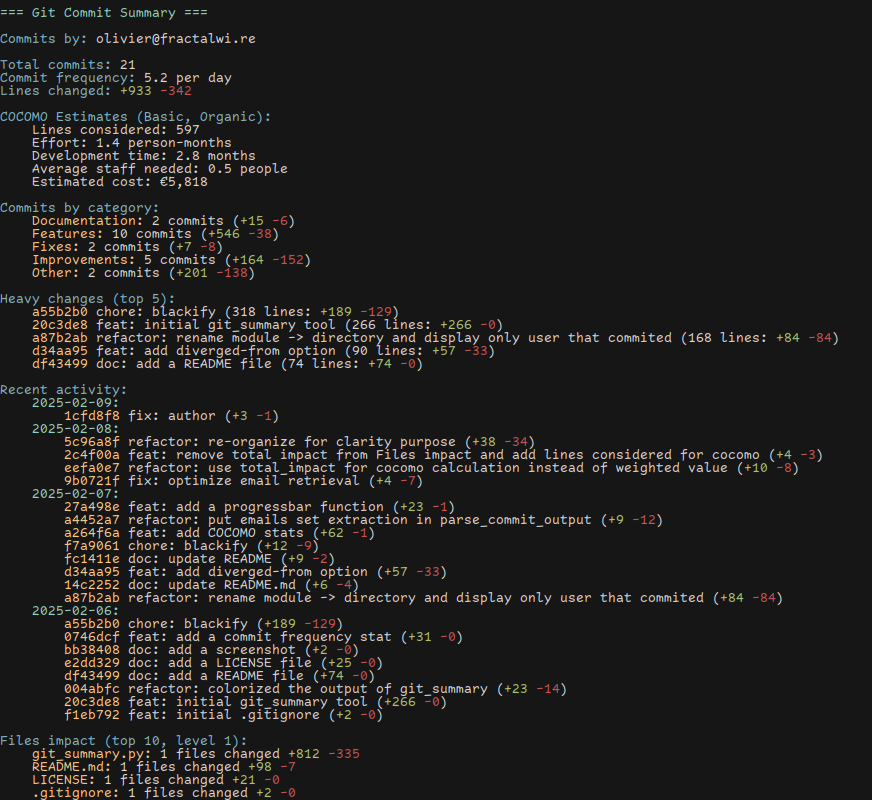 === Git Commit Summary ===
Commits by: olivier@fractalwi.re
Total commits: 21
Commit frequency: 5.2 per day
Lines changed: +933 -342
COCOMO Estimates (Basic, Organic):
Lines considered: 597
Effort: 1.4 person-months
Development time: 2.8 months
Average staff needed: 0.5 people
Estimated cost: €5,818
Commits by category:
Documentation: 2 commits (+15 -6)
Features: 10 commits (+546 -38)
Fixes: 2 commits (+7 -8)
Improvements: 5 commits (+164 -152)
Other: 2 commits (+201 -138)
Heavy changes (top 5):
a55b2b0 chore: blackify (318 lines: +189 -129)
20c3de8 feat: initial git_summary tool (266 lines: +266 -0)
a87b2ab refactor: rename module -> directory and display only user that commited (168 lines: +84 -84)
d34aa95 feat: add diverged-from option (90 lines: +57 -33)
df43499 doc: add a README file (74 lines: +74 -0)
Recent activity:
2025-02-09:
1cfd8f8 fix: author (+3 -1)
2025-02-08:
5c96a8f refactor: re-organize for clarity purpose (+38 -34)
2c4f00a feat: remove total_impact from Files impact and add lines considered for cocomo (+4 -3)
eefa0e7 refactor: use total_impact for cocomo calculation instead of weighted value (+10 -8)
9b0721f fix: optimize email retrieval (+4 -7)
2025-02-07:
27a498e feat: add a progressbar function (+23 -1)
a4452a7 refactor: put emails set extraction in parse_commit_output (+9 -12)
a264f6a feat: add COCOMO stats (+62 -1)
f7a9061 chore: blackify (+12 -9)
fc1411e doc: update README (+9 -2)
d34aa95 feat: add diverged-from option (+57 -33)
14c2252 doc: update README.md (+6 -4)
a87b2ab refactor: rename module -> directory and display only user that commited (+84 -84)
2025-02-06:
a55b2b0 chore: blackify (+189 -129)
0746dcf feat: add a commit frequency stat (+31 -0)
bb38408 doc: add a screenshot (+2 -0)
e2dd329 doc: add a LICENSE file (+25 -0)
df43499 doc: add a README file (+74 -0)
004abfc refactor: colorized the output of git_summary (+23 -14)
20c3de8 feat: initial git_summary tool (+266 -0)
f1eb792 feat: initial .gitignore (+2 -0)
Files impact (top 10, level 1):
git_summary.py: 1 files changed +812 -335
README.md: 1 files changed +98 -7
LICENSE: 1 files changed +21 -0
.gitignore: 1 files changed +2 -0